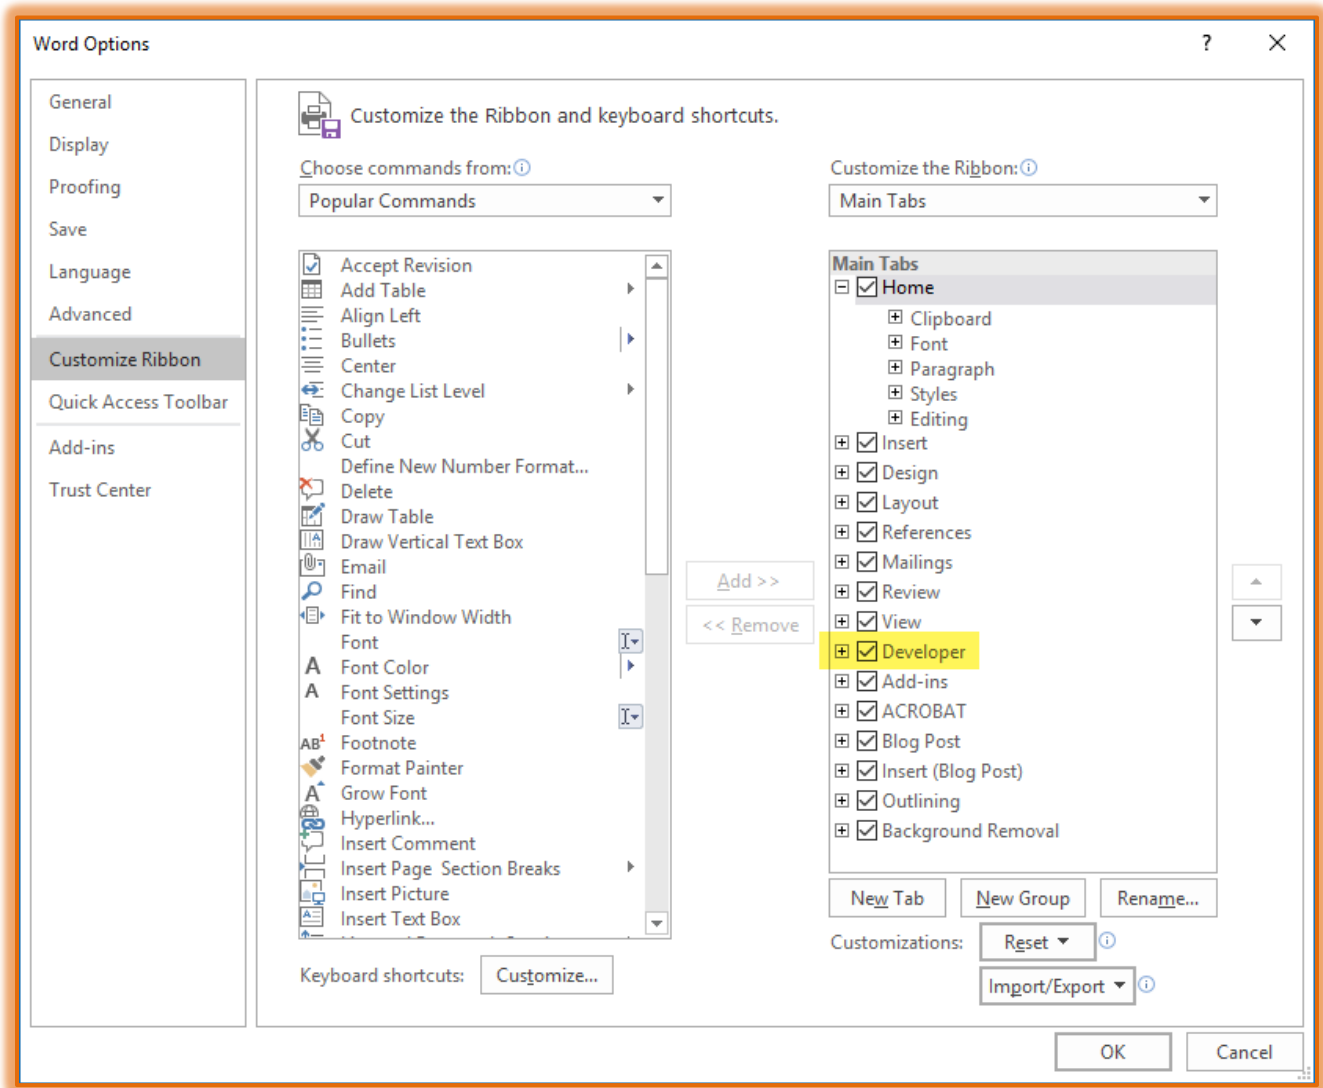 Word Options
?
General
Display
Proofing
Save
Language
Advanced
Customize Ribbon
Quick Access Toolbar
Add-ins
Trust Center
Customize the Ribbon and keyboard shortcuts.
Choose commands from:
Popular Commands
Accept Revision
Add Table
Align Left
Bullets
Center
Change List Level
Copy
Cut
Define New Number Format...
Delete
Draw Table
Draw Vertical Text Box
Email
Find
Fit to Window Width
Font
Font Color
Font Settings
Font Size
Footnote
Format Painter
Grow Font
Hyperlink...
Insert Comment
Insert Page  Section Breaks
Insert Picture
Insert Text Box
Keyboard shortcuts: Customize...
Add >>
<< Remove
Customize the Ribbon:
Main Tabs
Main Tabs
Home
Clipboard
Font
Paragraph
Styles
Editing
Insert
Design
Layout
References
Mailings
Review
View
Developer
Add-ins
ACROBAT
Blog Post
Insert (Blog Post)
Outlining
Background Removal
New Tab New Group Rename...
Customizations: Reset
Import/Export
OK Cancel